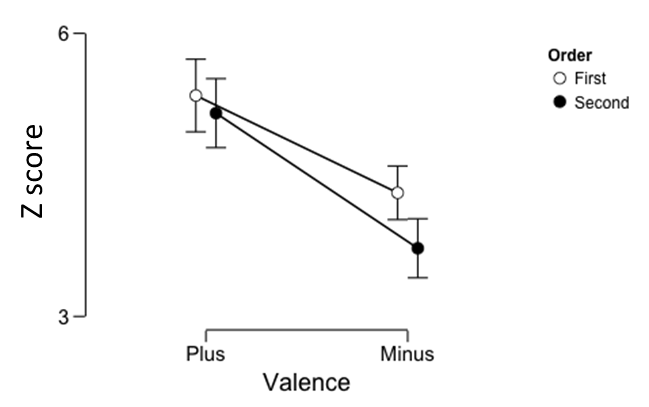 6
Z score
3
Plus
Minus
Valence
Order
First
Second